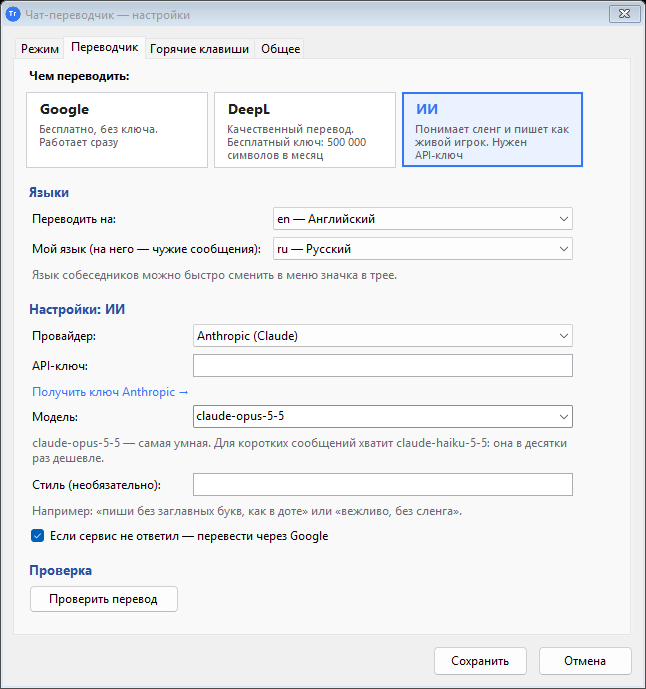 Tr Чат-переводчик — настройки
Режим Переводчик Горячие клавиши Общее
Чем переводить:
Google
Бесплатно, без ключа.
Работает сразу
DeepL
Качественный перевод.
Бесплатный ключ: 500 000
символов в месяц
ИИ
Понимает сленг и пишет как
живой игрок. Нужен
API-ключ
Языки
Переводить на: en — Английский
Мой язык (на него — чужие сообщения): ru — Русский
Язык собеседников можно быстро сменить в меню значка в трее.
Настройки: ИИ
Провайдер: Anthropic (Claude)
API-ключ:
Получить ключ Anthropic →
Модель: claude-opus-5-5
claude-opus-5-5 — самая умная. Для коротких сообщений хватит claude-haiku-5-5: она в десятки
раз дешевле.
Стиль (необязательно):
Например: «пиши без заглавных букв, как в доте» или «вежливо, без сленга».
Если сервис не ответил — перевести через Google
Проверка
Проверить перевод
Сохранить Отмена